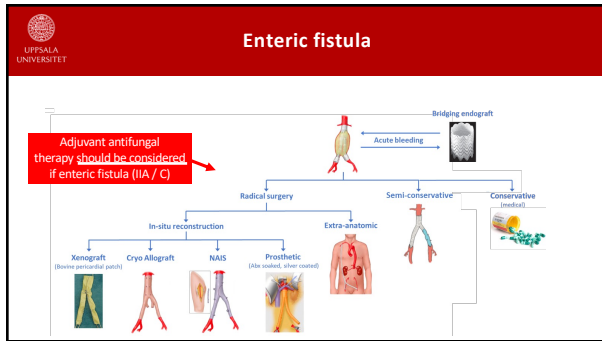 UPPSALA
UNIVERSITET
Enteric fistula
Bridging endograft
Acute bleeding
Adjuvant antifungal
therapy should be considered
if enteric fistula (IIA / C)
Radical surgery
Semi-conservative
Conservative
(medical)
In-situ reconstruction
Extra-anatomic
Xenograft
(Bovine pericardial patch)
Cryo Allograft
NAIS
Prosthetic
(Abx soaked, silver coated)